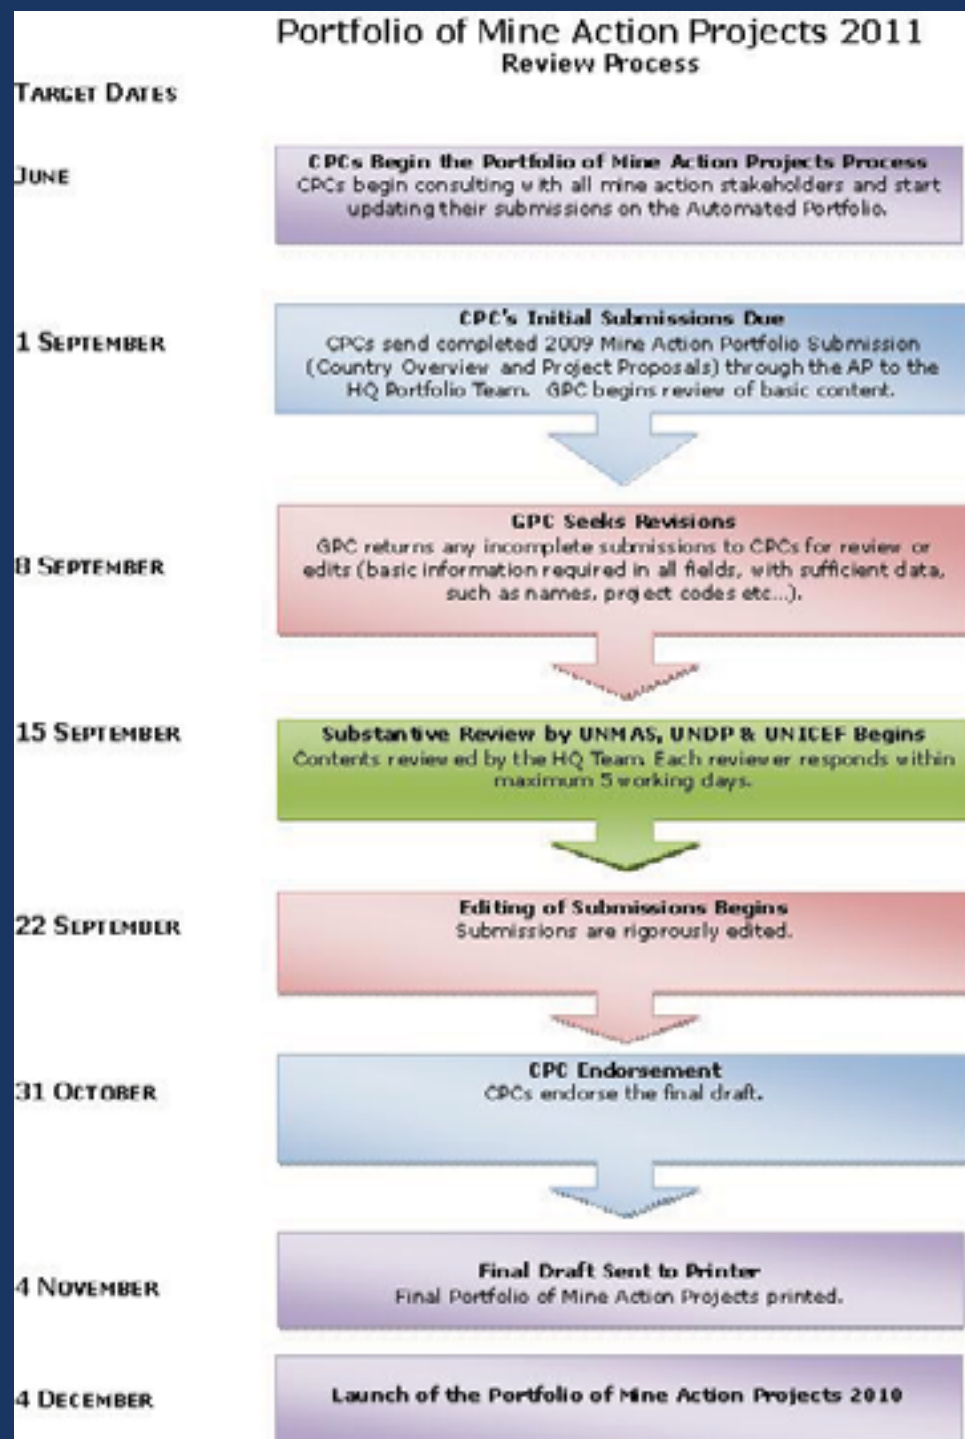 Portfolio of Mine Action Projects 2011
Review Process
TARGET DATES
JUNE
CPCs Begin the Portfolio of Mine Action Projects Process
CPCs begin consulting with all mine action stakeholders and start
updating their submissions on the Automated Portfolio.
1 SEPTEMBER
CPC's Initial Submissions Due
CPCs send completed 2009 Mine Action Portfolio Submission
(Country Overview and Project Proposals) through the AP to the
HQ Portfolio Team. GPC begins review of basic content.
8 SEPTEMBER
GPC Seeks Revisions
GPC returns any incomplete submissions to CPCs for review or
edits (basic information required in all fields, with sufficient data,
such as names, project codes etc...).
15 SEPTEMBER
Substantive Review by UNMAS, UNDP & UNICEF Begins
Contents reviewed by the HQ Team. Each reviewer responds within
maximum 5 working days.
22 SEPTEMBER
Editing of Submissions Begins
Submissions are rigorously edited.
31 OCTOBER
CPC Endorsement
CPCs endorse the final draft.
4 NOVEMBER
Final Draft Sent to Printer
Final Portfolio of Mine Action Projects printed.
4 DECEMBER
Launch of the Portfolio of Mine Action Projects 2010